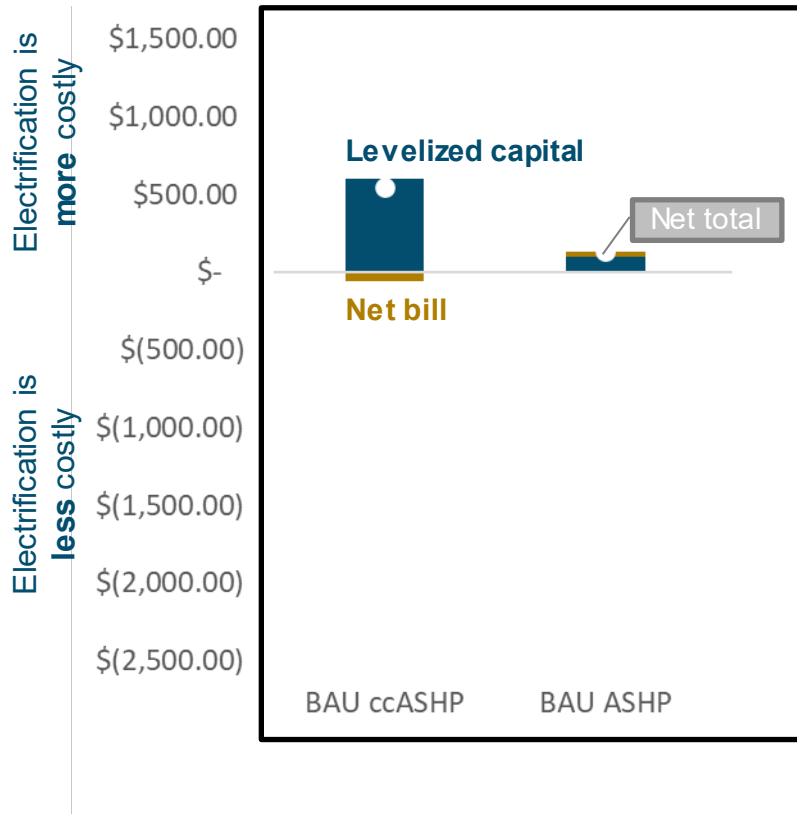 Electrification is
more costly
Electrification is
less costly
$1,500.00
$1,000.00
$500.00
$-
$(500.00)
$(1,000.00)
$(1,500.00)
$(2,000.00)
$(2,500.00)
Levelized capital
Net total
Net bill
BAU ccASHP
BAU ASHP